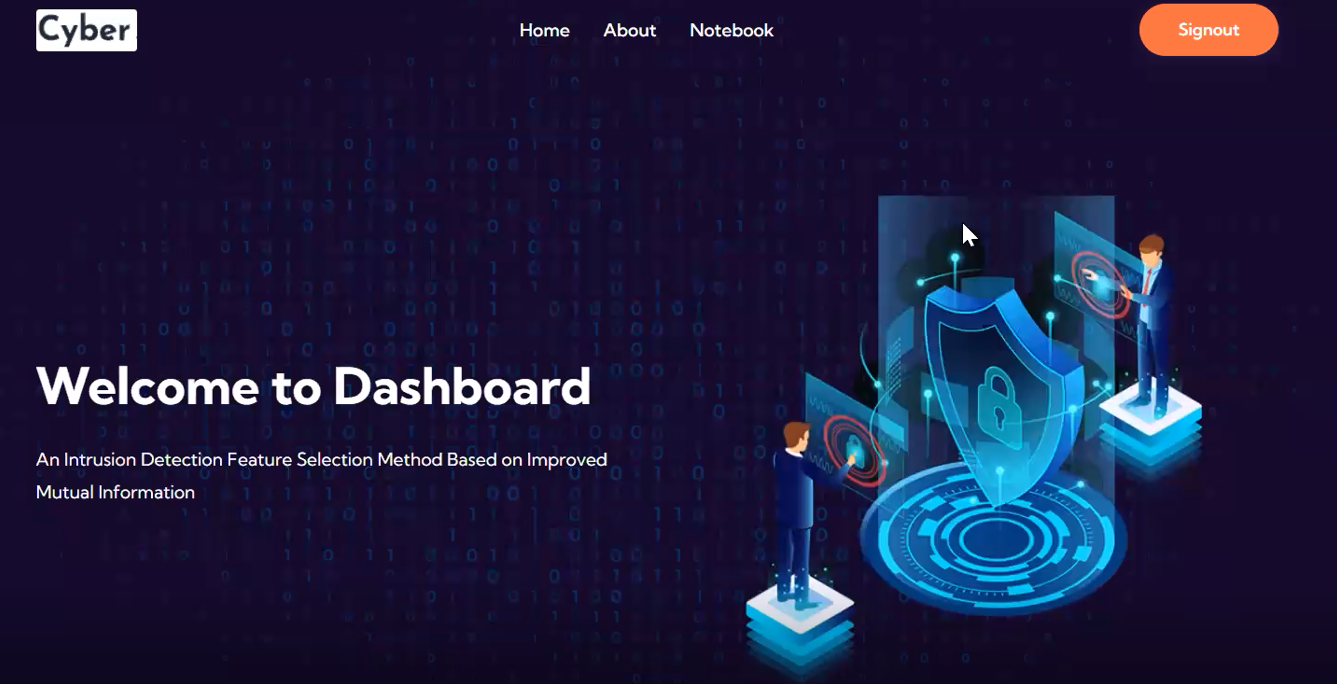 Cyber
Home About Notebook
Signout
Welcome to Dashboard
An Intrusion Detection Feature Selection Method Based on Improved
Mutual Information